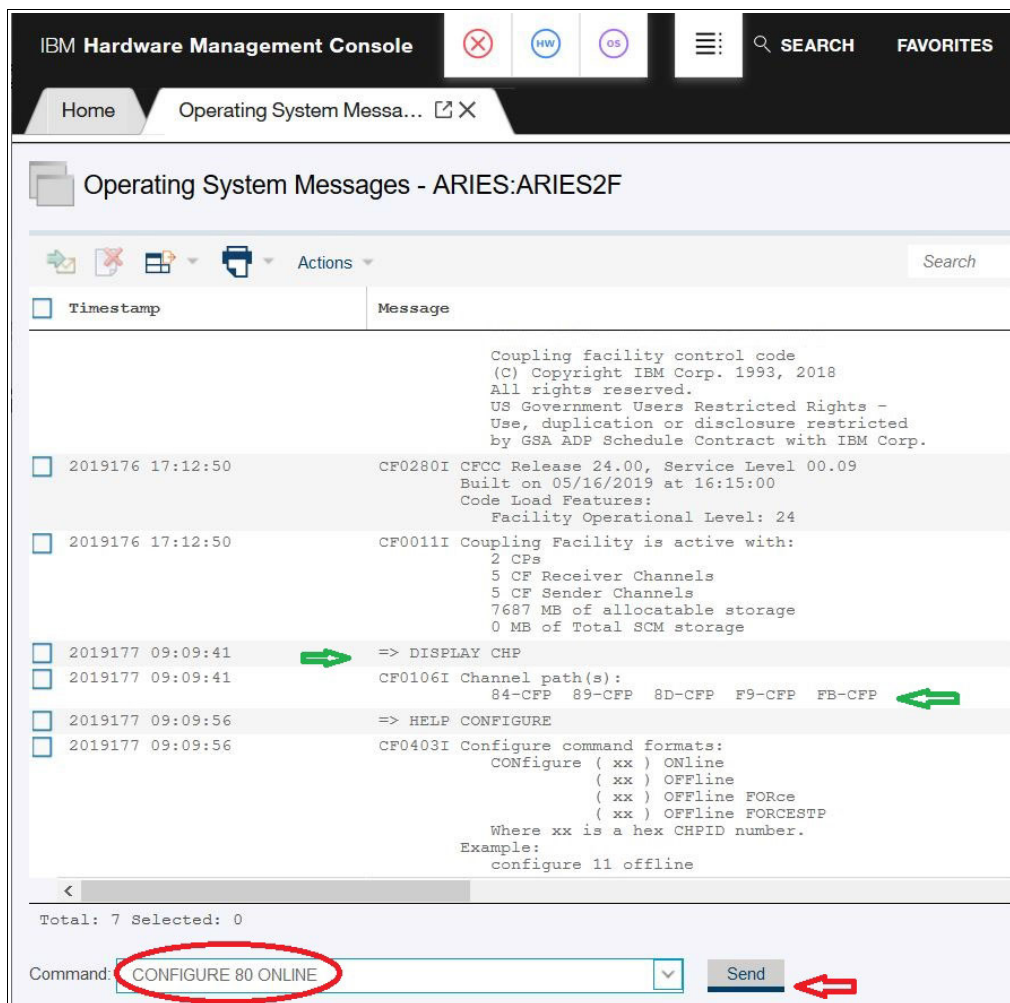 IBM Hardware Management Console
HW
OS
SEARCH
FAVORITES
Home
Operating System Messa...
Operating System Messages - ARIES:ARIES2F
Actions
Search
Timestamp Message
Coupling facility control code
(C) Copyright IBM Corp. 1993, 2018
All rights reserved.
US Government Users Restricted Rights -
Use, duplication or disclosure restricted
by GSA ADP Schedule Contract with IBM Corp.
2019176 17:12:50 CF0280I CFCC Release 24.00, Service Level 00.09
Built on 05/16/2019 at 16:15:00
Code Load Features:
Facility Operational Level: 24
2019176 17:12:50 CF0011I Coupling Facility is active with:
2 CPs
5 CF Receiver Channels
5 CF Sender Channels
7687 MB of allocatable storage
0 MB of Total SCM storage
2019177 09:09:41 => DISPLAY CHP
2019177 09:09:41 CF0106I Channel path(s):
84-CFP 89-CFP 8D-CFP F9-CFP FB-CFP
2019177 09:09:56 => HELP CONFIGURE
2019177 09:09:56 CF0403I Configure command formats:
CONfigure ( xx ) ONline
( xx ) OFFline
( xx ) OFFline FORce
( xx ) OFFline FORCESTP
Where xx is a hex CHPID number.
Example:
configure 11 offline
Total: 7 Selected: 0
Command: CONFIGURE 80 ONLINE
Send